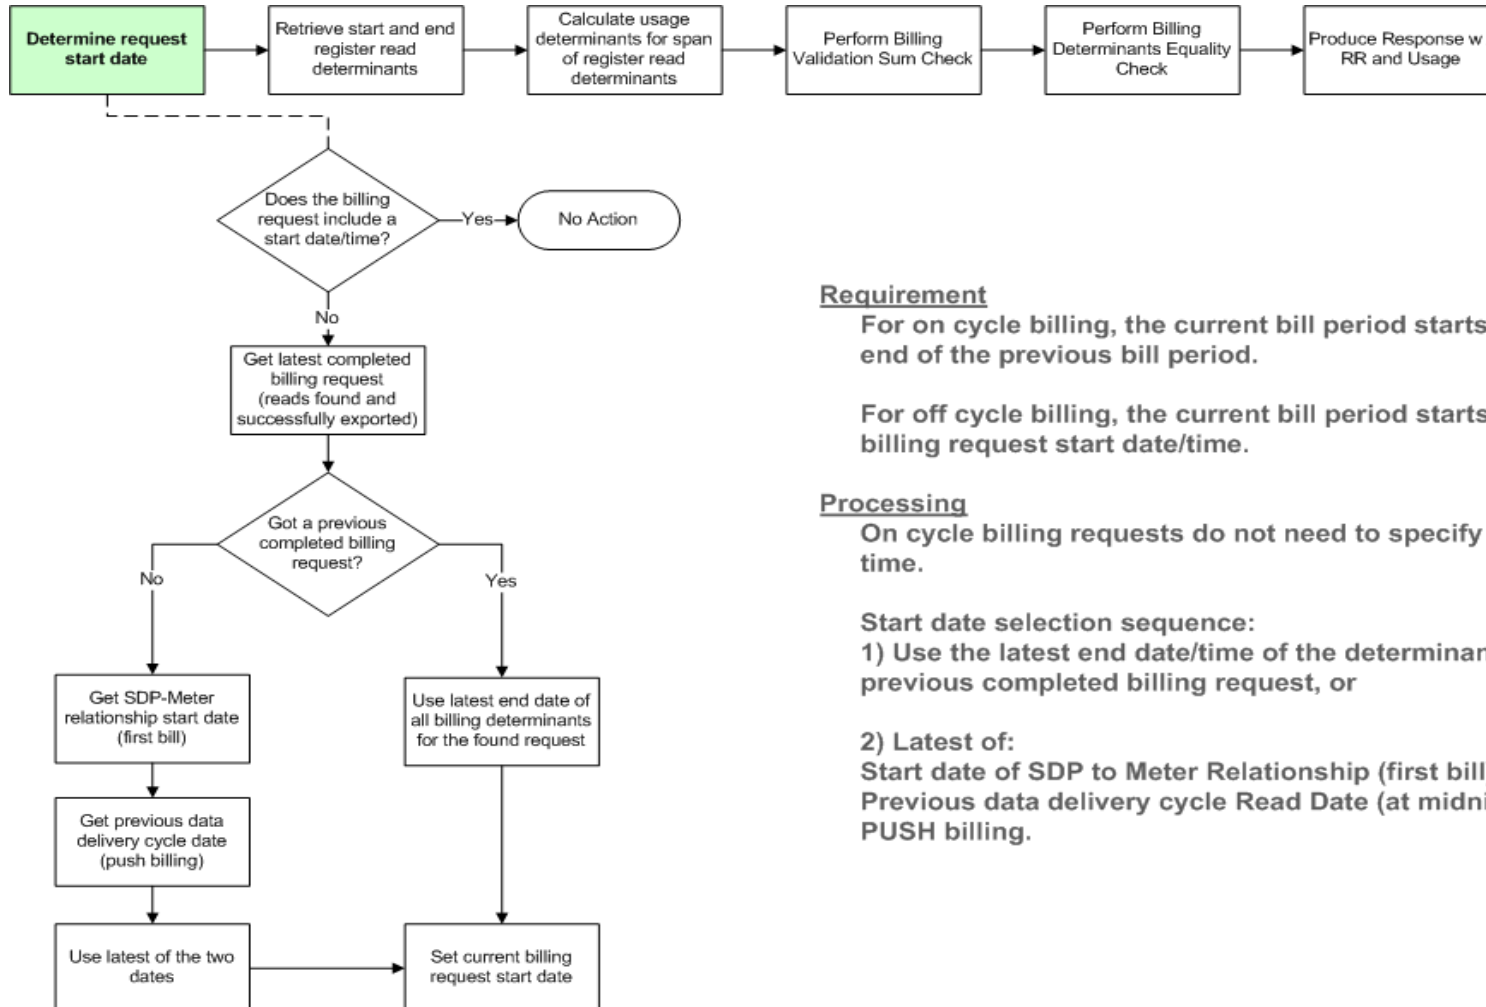 Determine request
start date
Retrieve start and end
register read
determinants
Calculate usage
determinants for span
of register read
determinants
Perform Billing
Validation Sum Check
Perform Billing
Determinants Equality
Check
Produce Response w
RR and Usage
Does the billing
request include a
start date/time?
Yes
No Action
No
Get latest completed
billing request
(reads found and
successfully exported)
Got a previous
completed billing
request?
No
Yes
Get SDP-Meter
relationship start date
(first bill)
Use latest end date of
all billing determinants
for the found request
Get previous data
delivery cycle date
(push billing)
Use latest of the two
dates
Set current billing
request start date
Requirement
For on cycle billing, the current bill period starts
end of the previous bill period.
For off cycle billing, the current bill period starts
billing request start date/time.
Processing
On cycle billing requests do not need to specify
time.
Start date selection sequence:
1) Use the latest end date/time of the determinan
previous completed billing request, or
2) Latest of:
Start date of SDP to Meter Relationship (first bill
Previous data delivery cycle Read Date (at midni
PUSH billing.